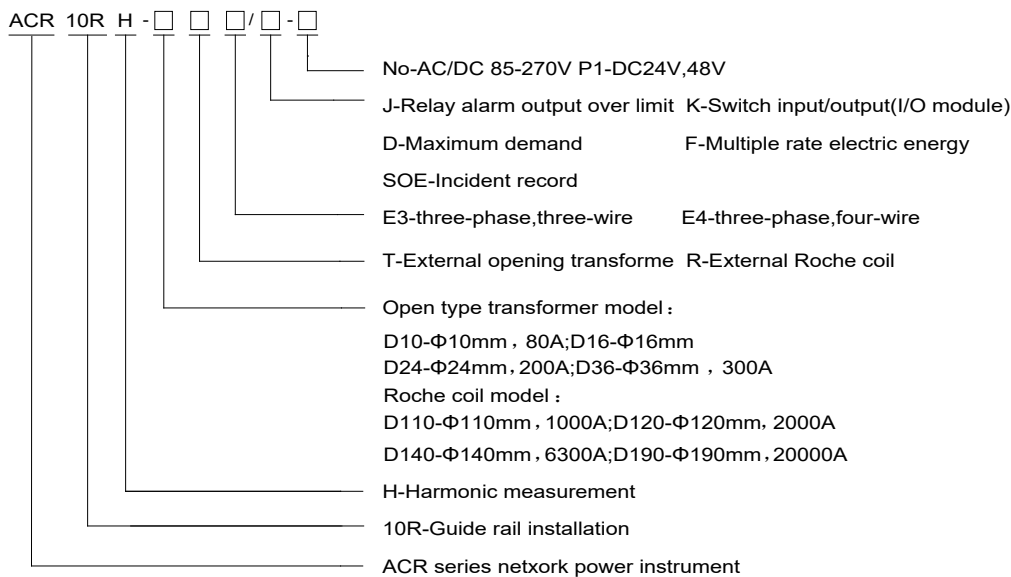 ACR 10R H - □ □ □ / □ - □
No-AC/DC 85-270V P1-DC24V,48V
J-Relay alarm output over limit K-Switch input/output(I/O module)
D-Maximum demand F-Multiple rate electric energy
SOE-Incident record
E3-three-phase,three-wire E4-three-phase,four-wire
T-External opening transforme R-External Roche coil
Open type transformer model：
D10-Φ10mm，80A;D16-Φ16mm
D24-Φ24mm，200A;D36-Φ36mm，300A
Roche coil model：
D110-Φ110mm，1000A;D120-Φ120mm，2000A
D140-Φ140mm，6300A;D190-Φ190mm，20000A
H-Harmonic measurement
10R-Guide rail installation
ACR series netxork power instrument